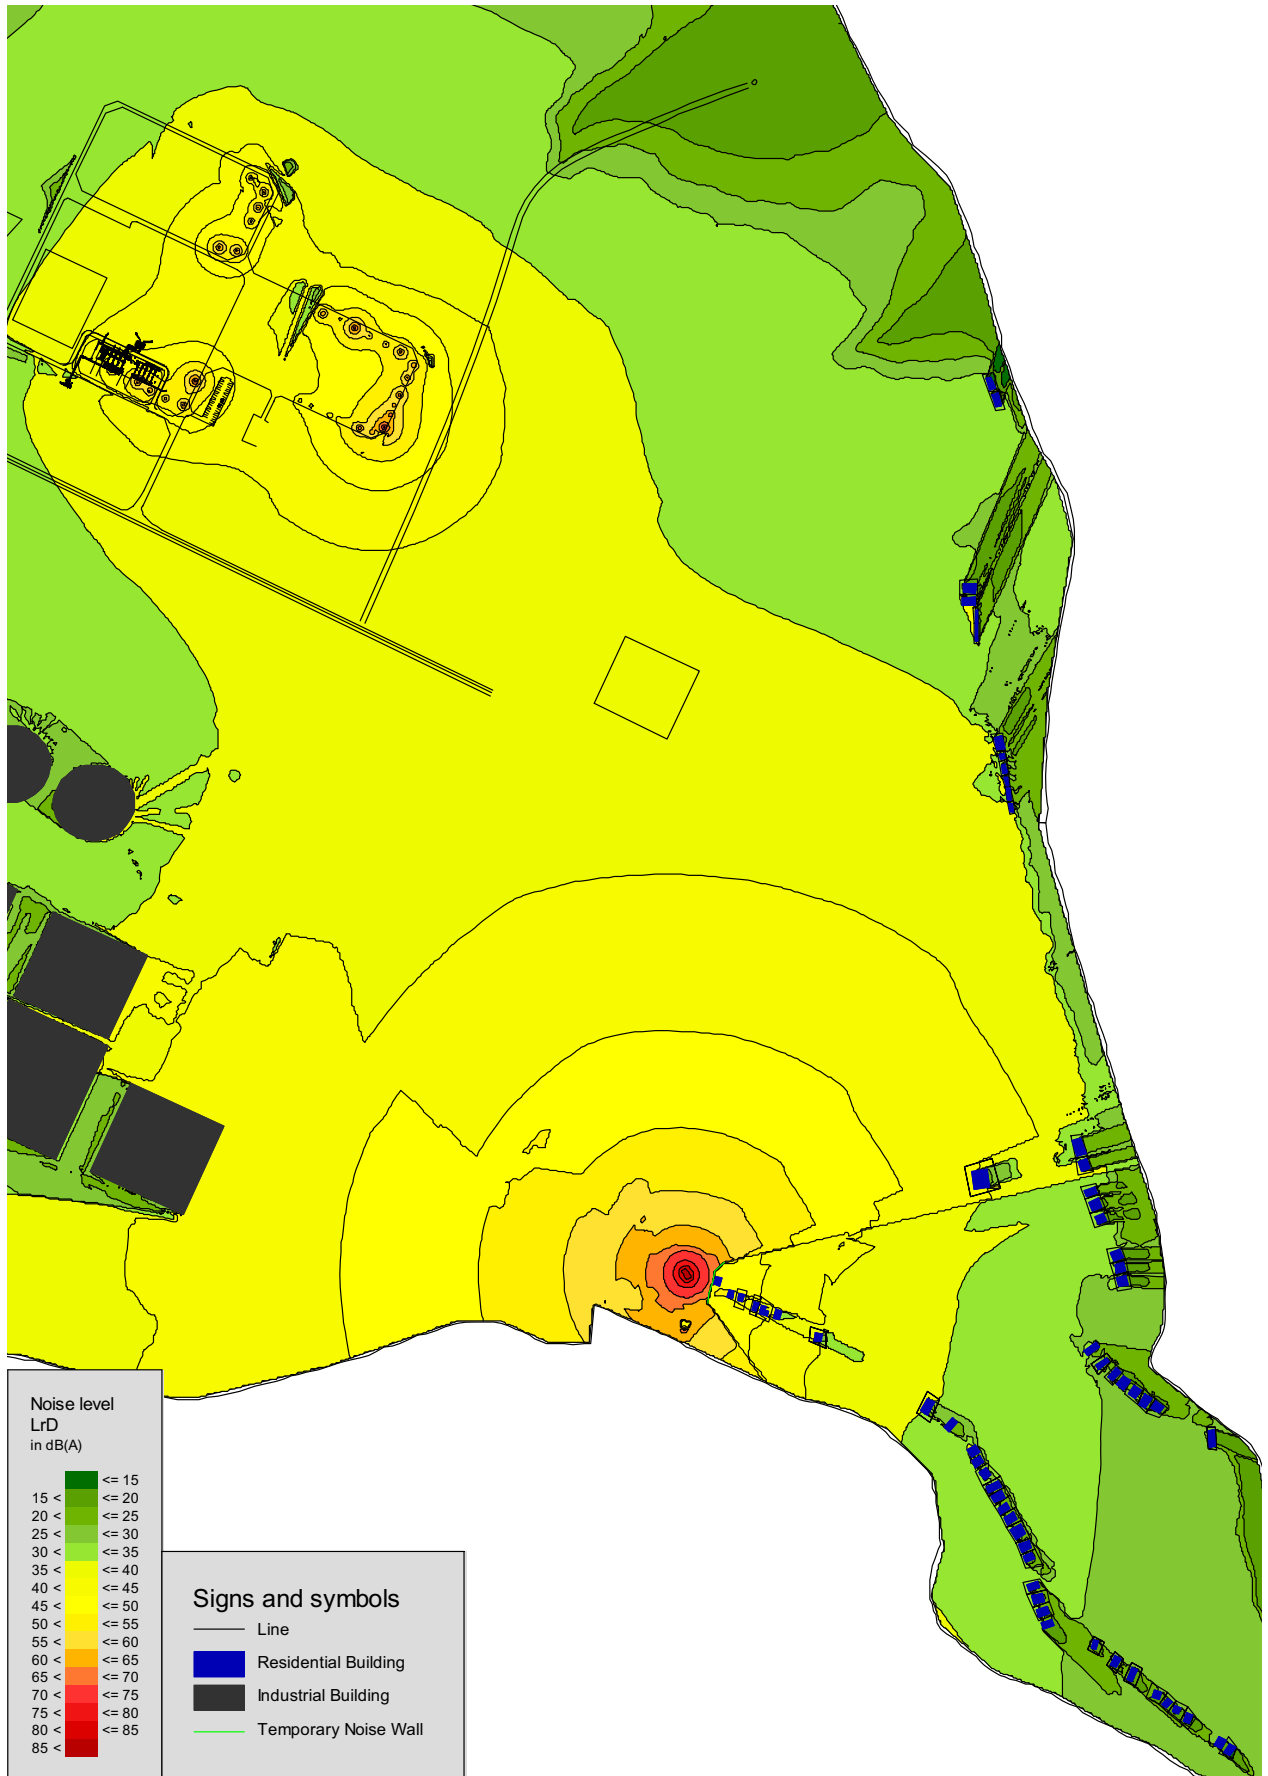 Noise level
LrD
in dB(A)
<= 15
15 < <= 20
20 < <= 25
25 < <= 30
30 < <= 35
35 < <= 40
40 < <= 45
45 < <= 50
50 < <= 55
55 < <= 60
60 < <= 65
65 < <= 70
70 < <= 75
75 < <= 80
80 < <= 85
85 <
Signs and symbols
Line
Residential Building
Industrial Building
Temporary Noise Wall